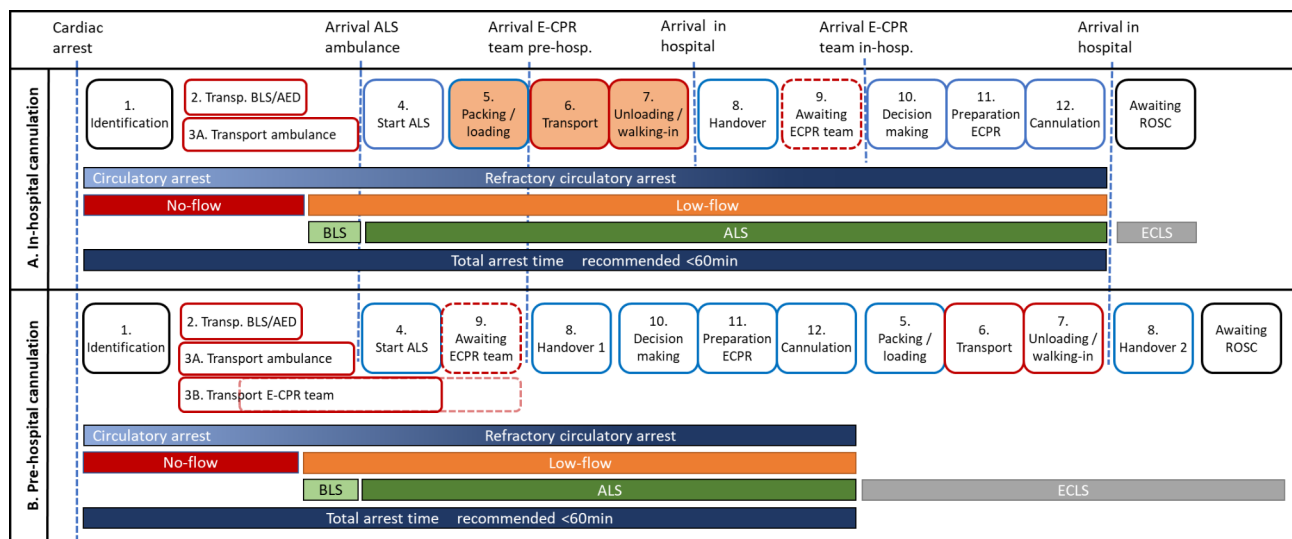 Cardiac
arrest
Arrival ALS
ambulance
Arrival E-CPR
team pre-hosp.
Arrival in
hospital
Arrival E-CPR
team in-hosp.
Arrival in
hospital
A. In-hospital cannulation
1.
Identification
2. Transp. BLS/AED
3A. Transport ambulance
4.
Start ALS
5.
Packing /
loading
6.
Transport
7.
Unloading /
walking-in
8.
Handover
9.
Awaiting
ECPR team
10.
Decision
making
11.
Preparation
ECPR
12.
Cannulation
Awaiting
ROSC
Circulatory arrest
Refractory circulatory arrest
No-flow
Low-flow
BLS
ALS
ECLS
Total arrest time recommended <60min
B. Pre-hospital cannulation
1.
Identification
2. Transp. BLS/AED
3A. Transport ambulance
3B. Transport E-CPR team
4.
Start ALS
9.
Awaiting
ECPR team
8.
Handover 1
10.
Decision
making
11.
Preparation
ECPR
12.
Cannulation
5.
Packing /
loading
6.
Transport
7.
Unloading /
walking-in
8.
Handover 2
Awaiting
ROSC
Circulatory arrest
Refractory circulatory arrest
No-flow
Low-flow
BLS
ALS
ECLS
Total arrest time recommended <60min